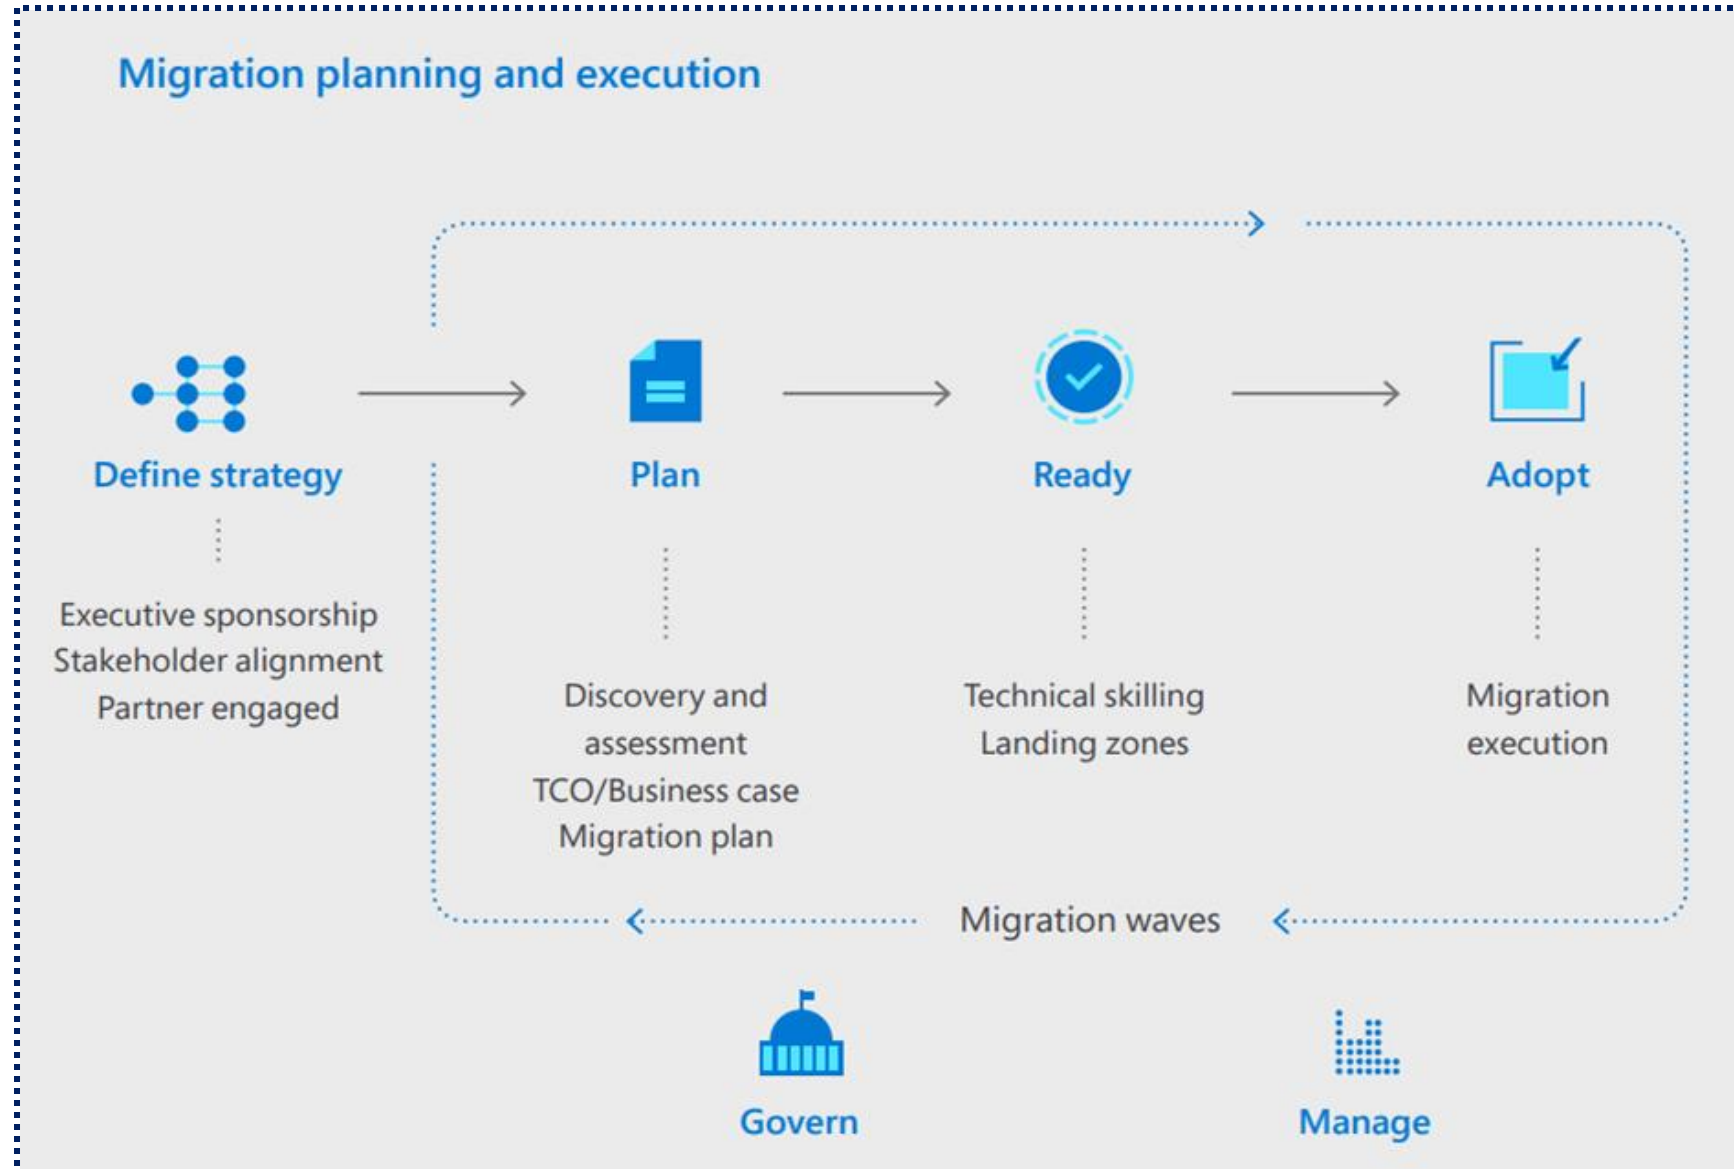 Migration planning and execution
Define strategy
Plan
Ready
Adopt
Executive sponsorship
Stakeholder alignment
Partner engaged
Discovery and
assessment
TCO/Business case
Migration plan
Technical skilling
Landing zones
Migration
execution
Migration waves
Govern
Manage